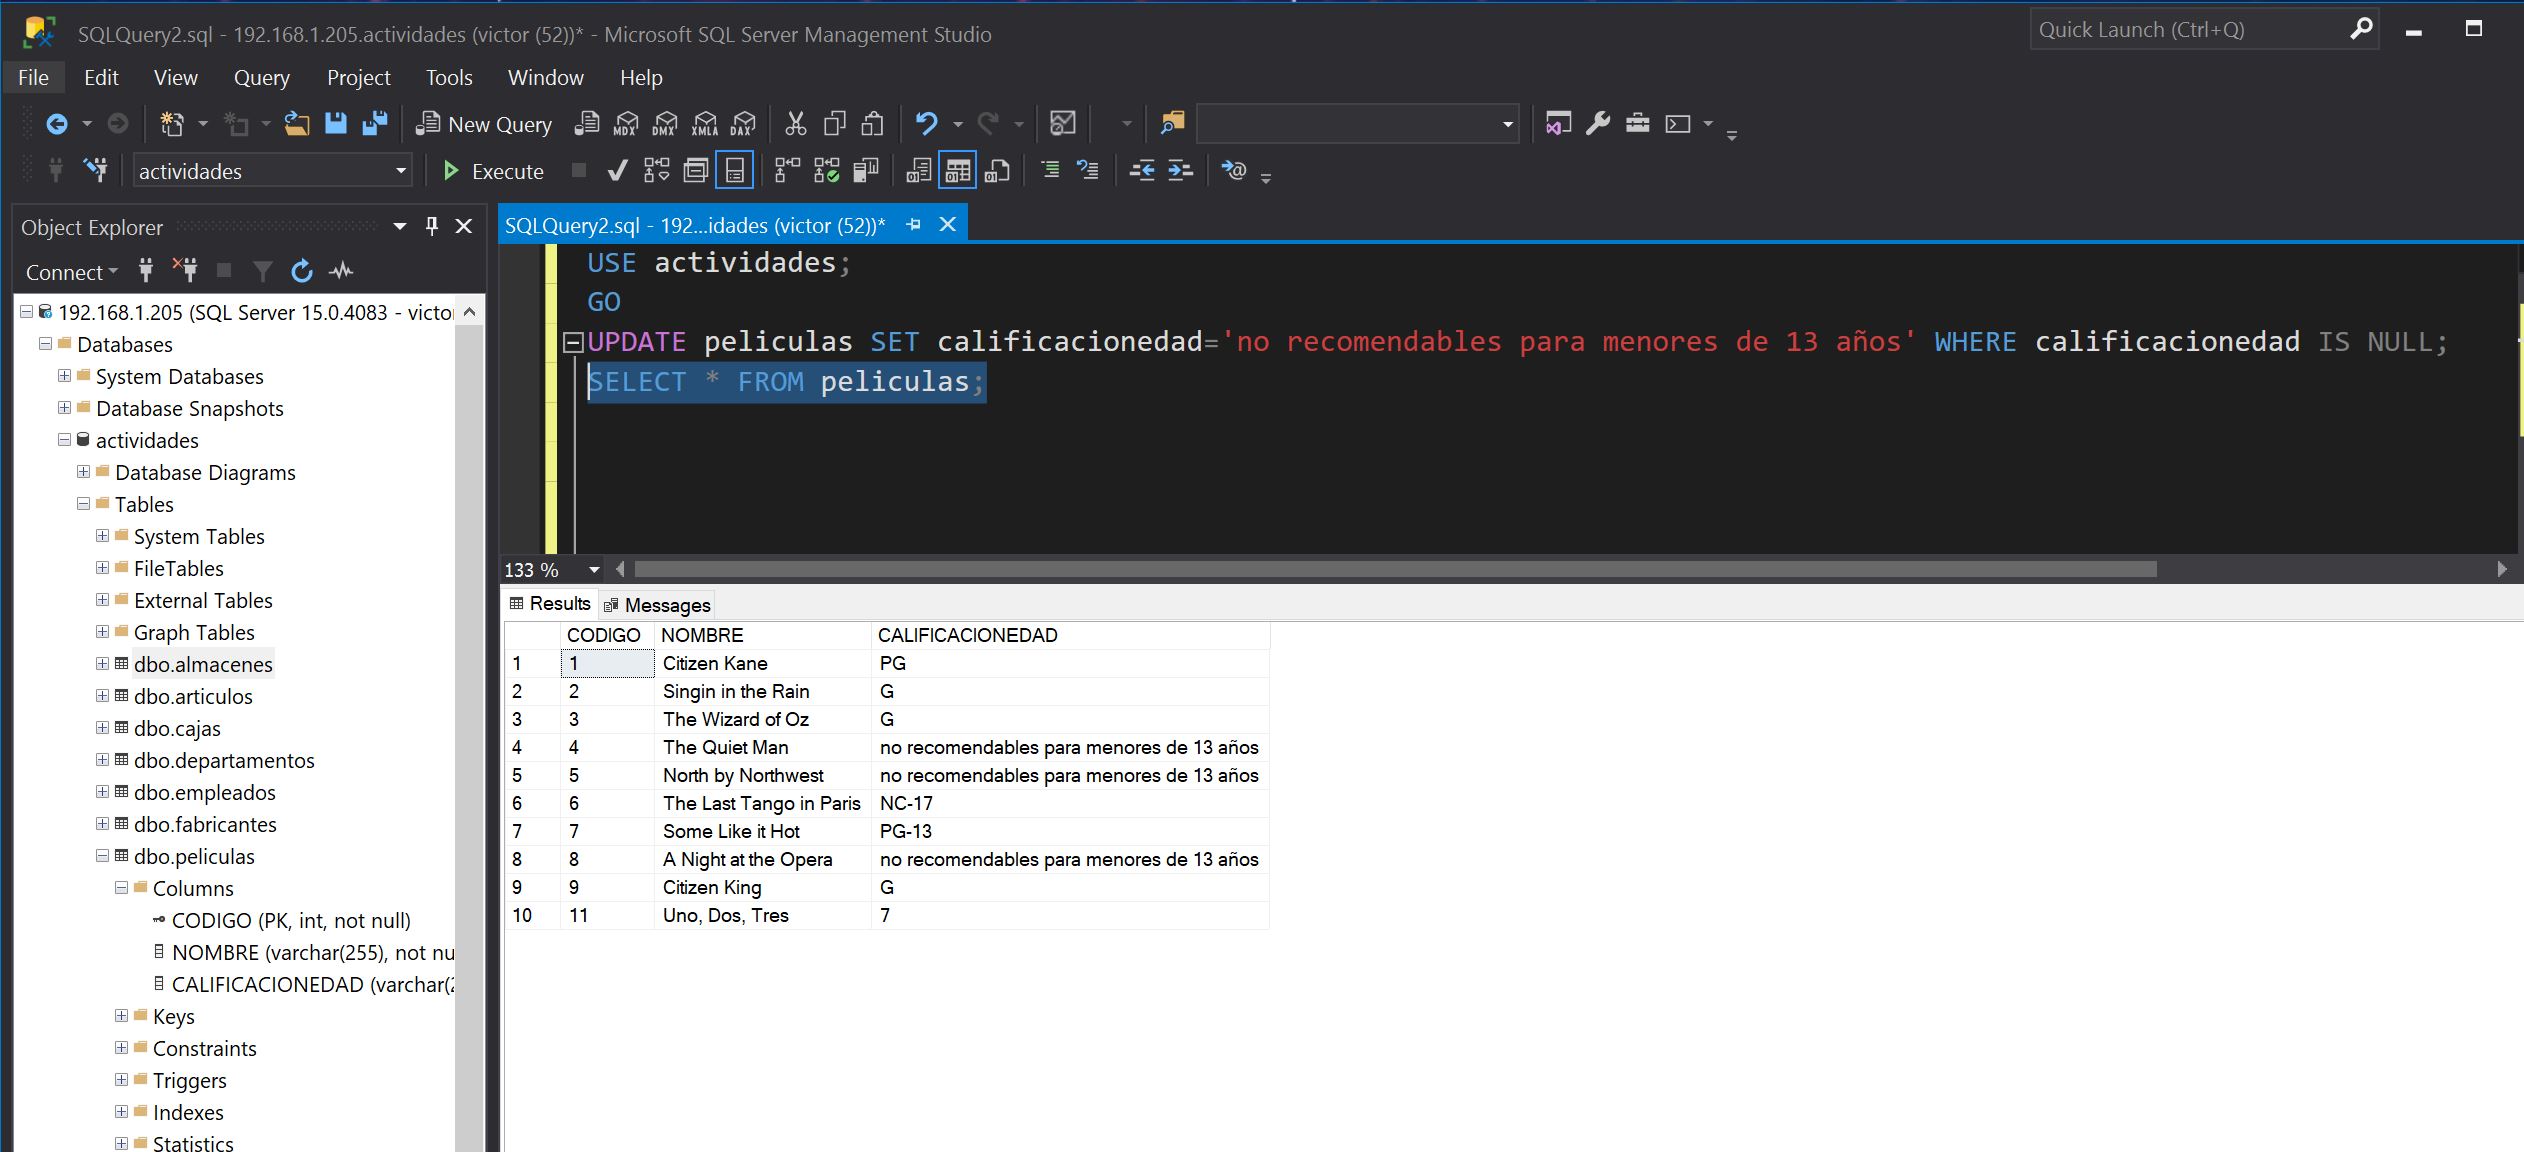 SQLQuery2.sql - 192.168.1.205.actividades (victor (52))* - Microsoft SQL Server Management Studio
Quick Launch (Ctrl+Q)
File Edit View Query Project Tools Window Help
New Query MDX DMX XMLA DAX
actividades Execute
Object Explorer
Connect
192.168.1.205 (SQL Server 15.0.4083 - victo
Databases
System Databases
Database Snapshots
actividades
Database Diagrams
Tables
System Tables
FileTables
External Tables
Graph Tables
dbo.almacenes
dbo.articulos
dbo.cajas
dbo.departamentos
dbo.empleados
dbo.fabricantes
dbo.peliculas
Columns
CODIGO (PK, int, not null)
NOMBRE (varchar(255), not nu
CALIFICACIONEDAD (varchar(2
Keys
Constraints
Triggers
Indexes
Statistics
SQLQuery2.sql - 192...idades (victor (52))*
USE actividades;
GO
UPDATE peliculas SET calificacionedad='no recomendables para menores de 13 años' WHERE calificacionedad IS NULL;
SELECT * FROM peliculas;
133 %
Results Messages
CODIGO NOMBRE CALIFICACIONEDAD
1 1 Citizen Kane PG
2 2 Singin in the Rain G
3 3 The Wizard of Oz G
4 4 The Quiet Man no recomendables para menores de 13 años
5 5 North by Northwest no recomendables para menores de 13 años
6 6 The Last Tango in Paris NC-17
7 7 Some Like it Hot PG-13
8 8 A Night at the Opera no recomendables para menores de 13 años
9 9 Citizen King G
10 11 Uno, Dos, Tres 7